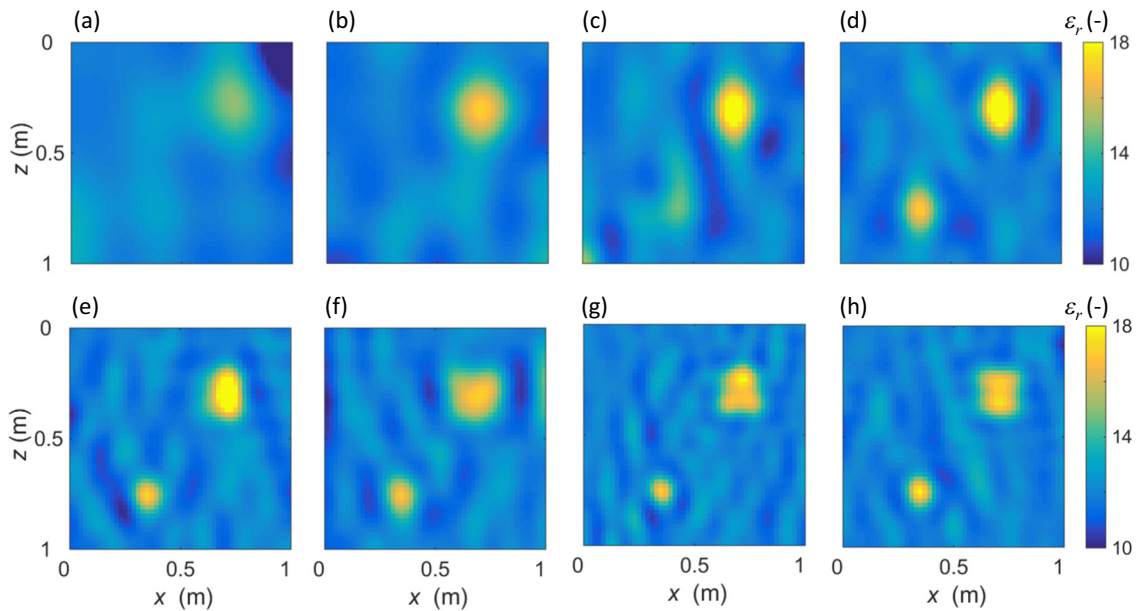 (a) (b) (c) (d) εr (-)
0 18
z (m) 0.5 14
1 10
(e) (f) (g) (h) εr (-)
0 18
z (m) 0.5 14
1 10
0 0.5 1 0 0.5 1 0 0.5 1 0 0.5 1
x (m) x (m) x (m) x (m)